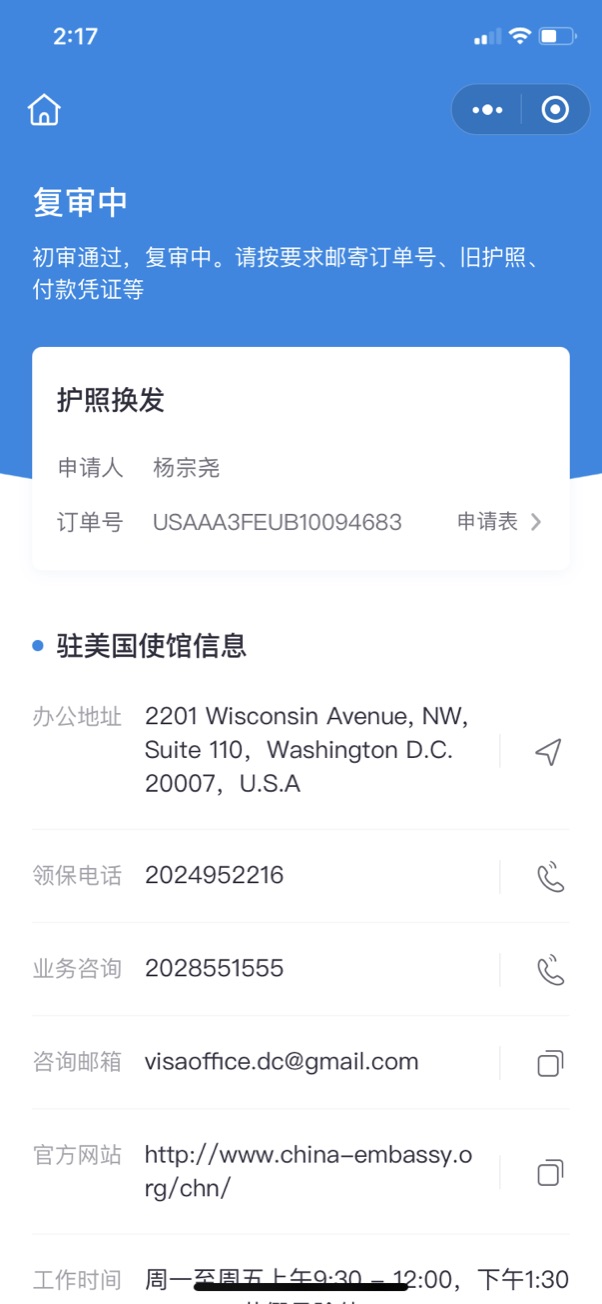 2:17
复审中
初审通过，复审中。请按要求邮寄订单号、旧护照、
付款凭证等
护照换发
申请人 杨宗尧
订单号 USAAA3FEUB10094683 申请表
驻美国使馆信息
办公地址 2201 Wisconsin Avenue, NW,
Suite 110，Washington D.C.
20007，U.S.A
领保电话 2024952216
业务咨询 2028551555
咨询邮箱 visaoffice.dc@gmail.com
官方网站 http://www.china-embassy.o
rg/chn/
工作时间 周一至周五上午9:30 – 12:00，下午1:30